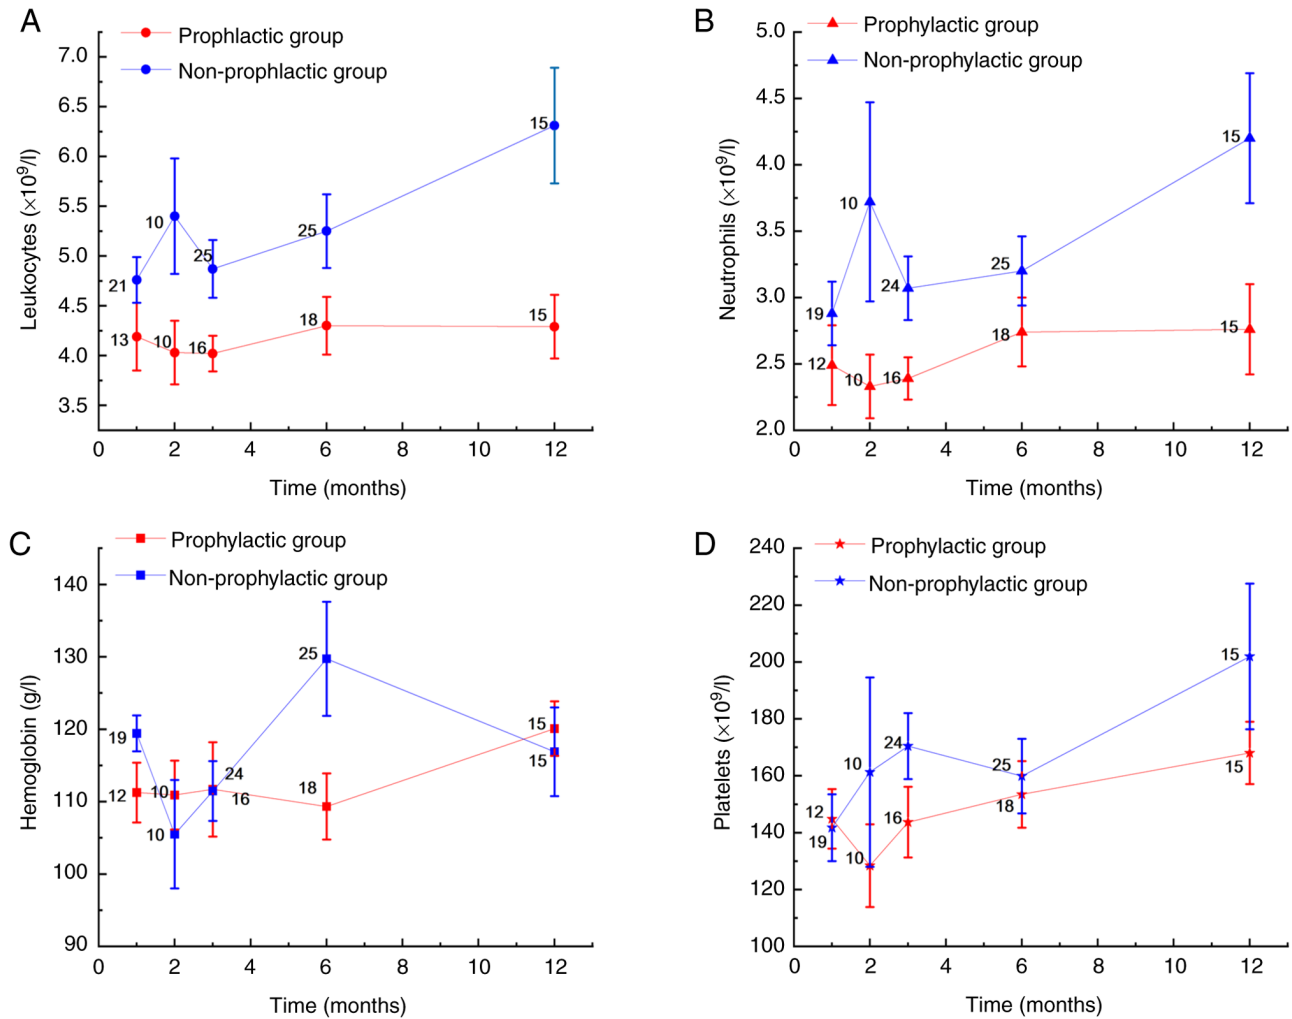 A
Prophlactic group
Non-prophlactic group
Leukocytes (×10⁹/l)
7.0
6.5
6.0
5.5
5.0
4.5
4.0
3.5
21
10
25
25
15
13
10
16
18
15
0 2 4 6 8 10 12
Time (months)
B
Prophylactic group
Non-prophylactic group
Neutrophils (×10⁹/l)
5.0
4.5
4.0
3.5
3.0
2.5
2.0
19
10
24
25
15
12
10
16
18
15
0 2 4 6 8 10 12
Time (months)
C
Prophylactic group
Non-prophylactic group
Hemoglobin (g/l)
140
130
120
110
100
90
19
10
24
25
15
12
10
16
18
15
0 2 4 6 8 10 12
Time (months)
D
Prophylactic group
Non-prophylactic group
Platelets (×10⁹/l)
240
220
200
180
160
140
120
100
12
10
16
18
15
19
10
24
25
15
0 2 4 6 8 10 12
Time (months)